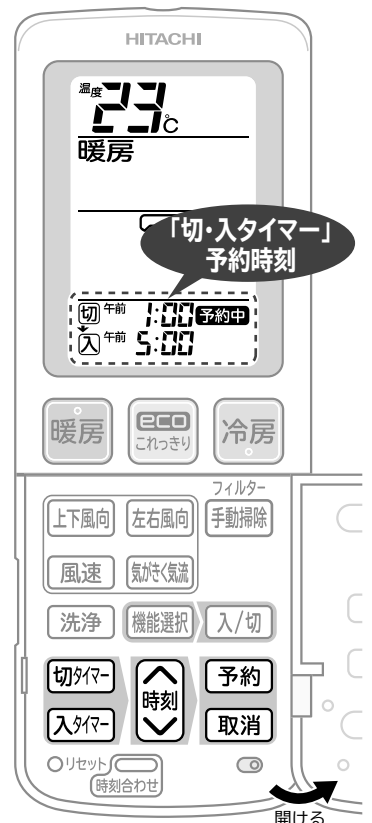 HITACHI
温度 23℃
暖房
「切・入タイマー」
予約時刻
切 午前 1:00 予約中
入 午前 5:00
暖房
eco
これっきり
冷房
フィルター
上下風向 左右風向 手動掃除
風速 気がきく気流
洗浄 機能選択 入/切
切タイマー 時刻 予約
入タイマー 取消
リセット
時刻合わせ
開ける